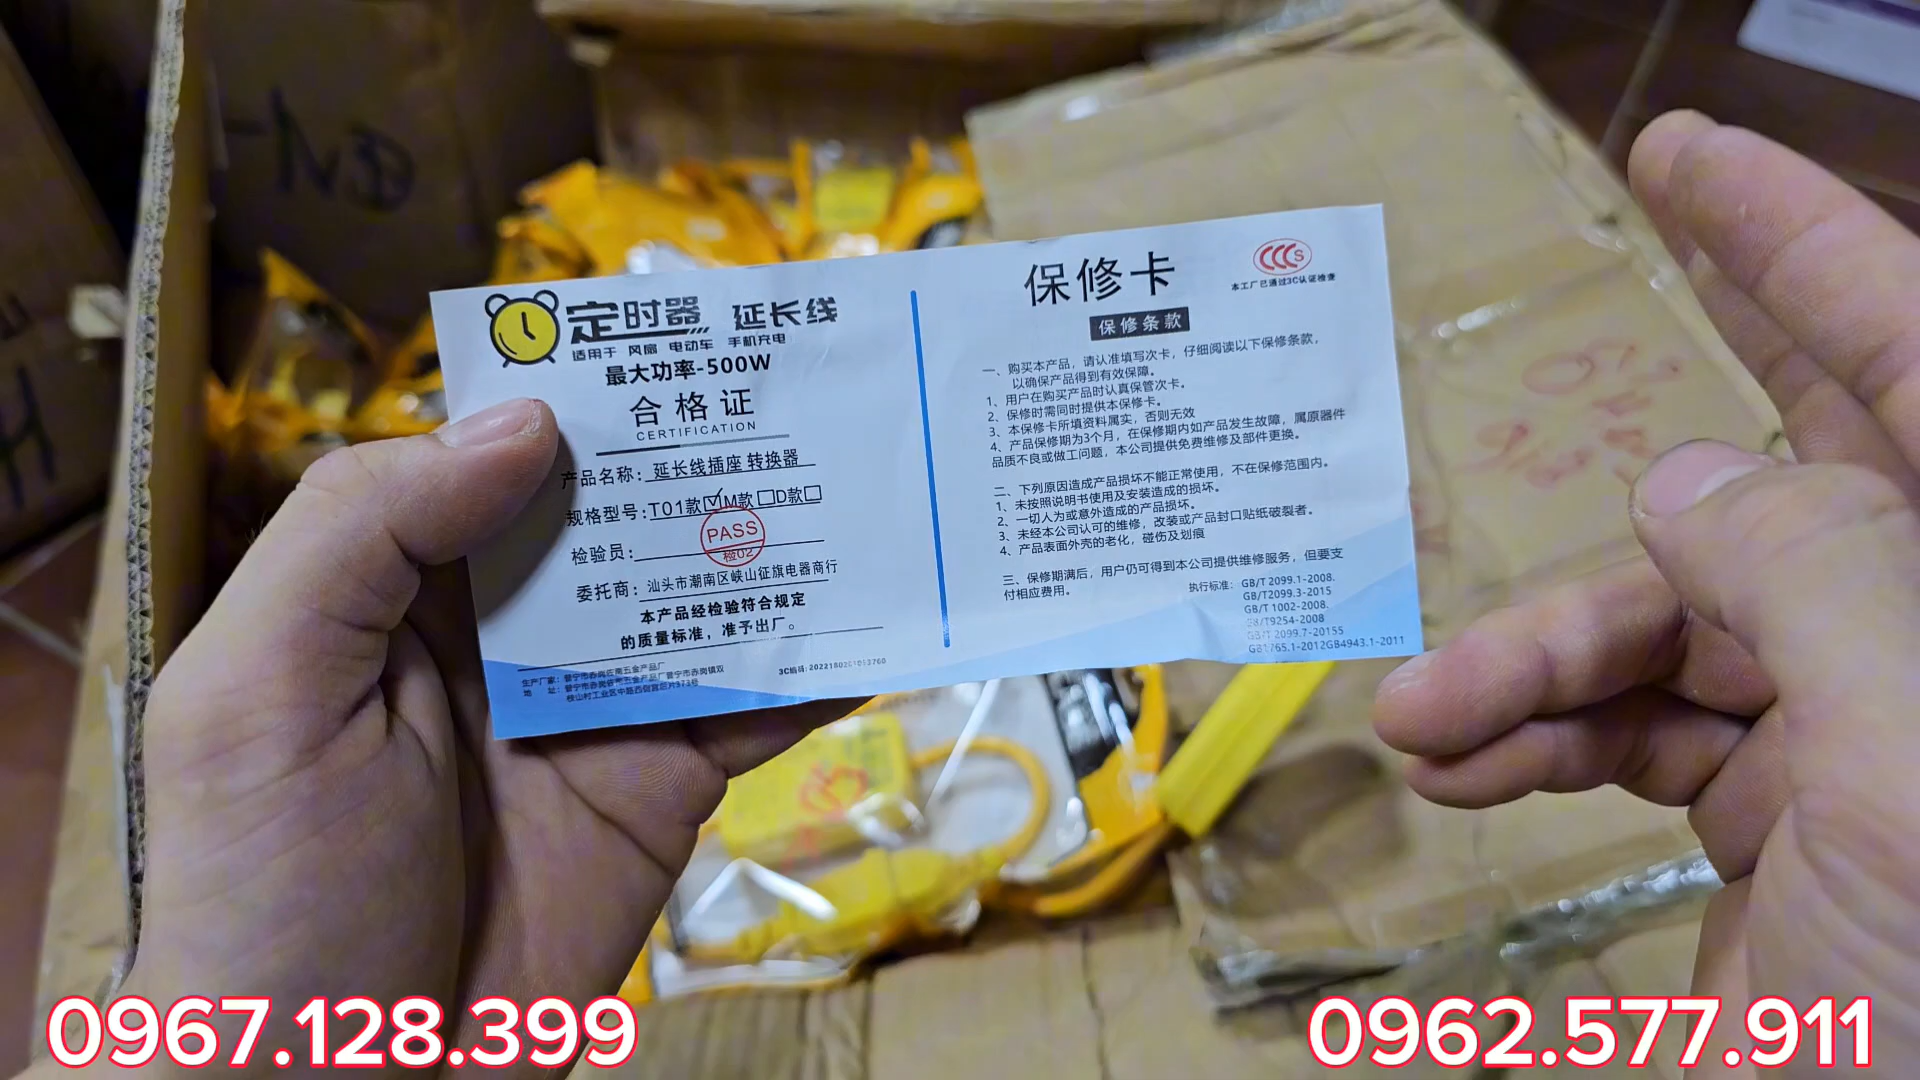 定时器 延长线
适用于 风扇 电动车 手机充电
最大功率-500W
合格证
CERTIFICATION
产品名称：延长线插座 转换器
规格型号：T01款☑M款☐D款☐
PASS
检02
检验员：
委托商：汕头市潮南区峡山征旗电器商行
本产品经检验符合规定
的质量标准，准予出厂。
3C编码：
保修卡
CCC S
本工厂已通过3C认证检查
保修条款
一、购买本产品，请认准填写次卡，仔细阅读以下保修条款，
以确保产品得到有效保障。
1、用户在购买产品时认真保管次卡。
2、保修时需同时提供本保修卡。
3、本保修卡所填资料属实，否则无效
4、产品保修期为3个月，在保修期内如产品发生故障，属原器件
品质不良或做工问题，本公司提供免费维修及部件更换。
二、下列原因造成产品损坏不能正常使用，不在保修范围内。
1、未按照说明书使用及安装造成的损坏。
2、一切人为或意外造成的产品损坏。
3、未经本公司认可的维修，改装或产品封口贴纸破裂者。
4、产品表面外壳的老化，碰伤及划痕
三、保修期满后，用户仍可得到本公司提供维修服务，但要支
付相应费用。
执行标准：GB/T 2099.1-2008.
GB/T2099.3-2015
GB/T 1002-2008.
GB/T9254-2008
GB/T 2099.7-20155
GB1765.1-2012GB4943.1-2011
0967.128.399
0962.577.911